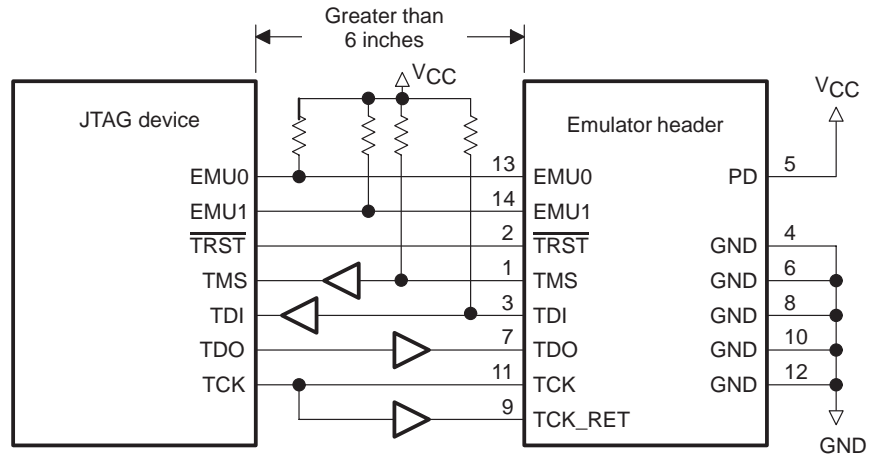 Greater than
6 inches
VCC
VCC
JTAG device
Emulator header
EMU0 13 EMU0 PD 5
EMU1 14 EMU1
TRST 2 TRST GND 4
TMS 1 TMS GND 6
TDI 3 TDI GND 8
TDO 7 TDO GND 10
TCK 11 TCK GND 12
9 TCK_RET
GND